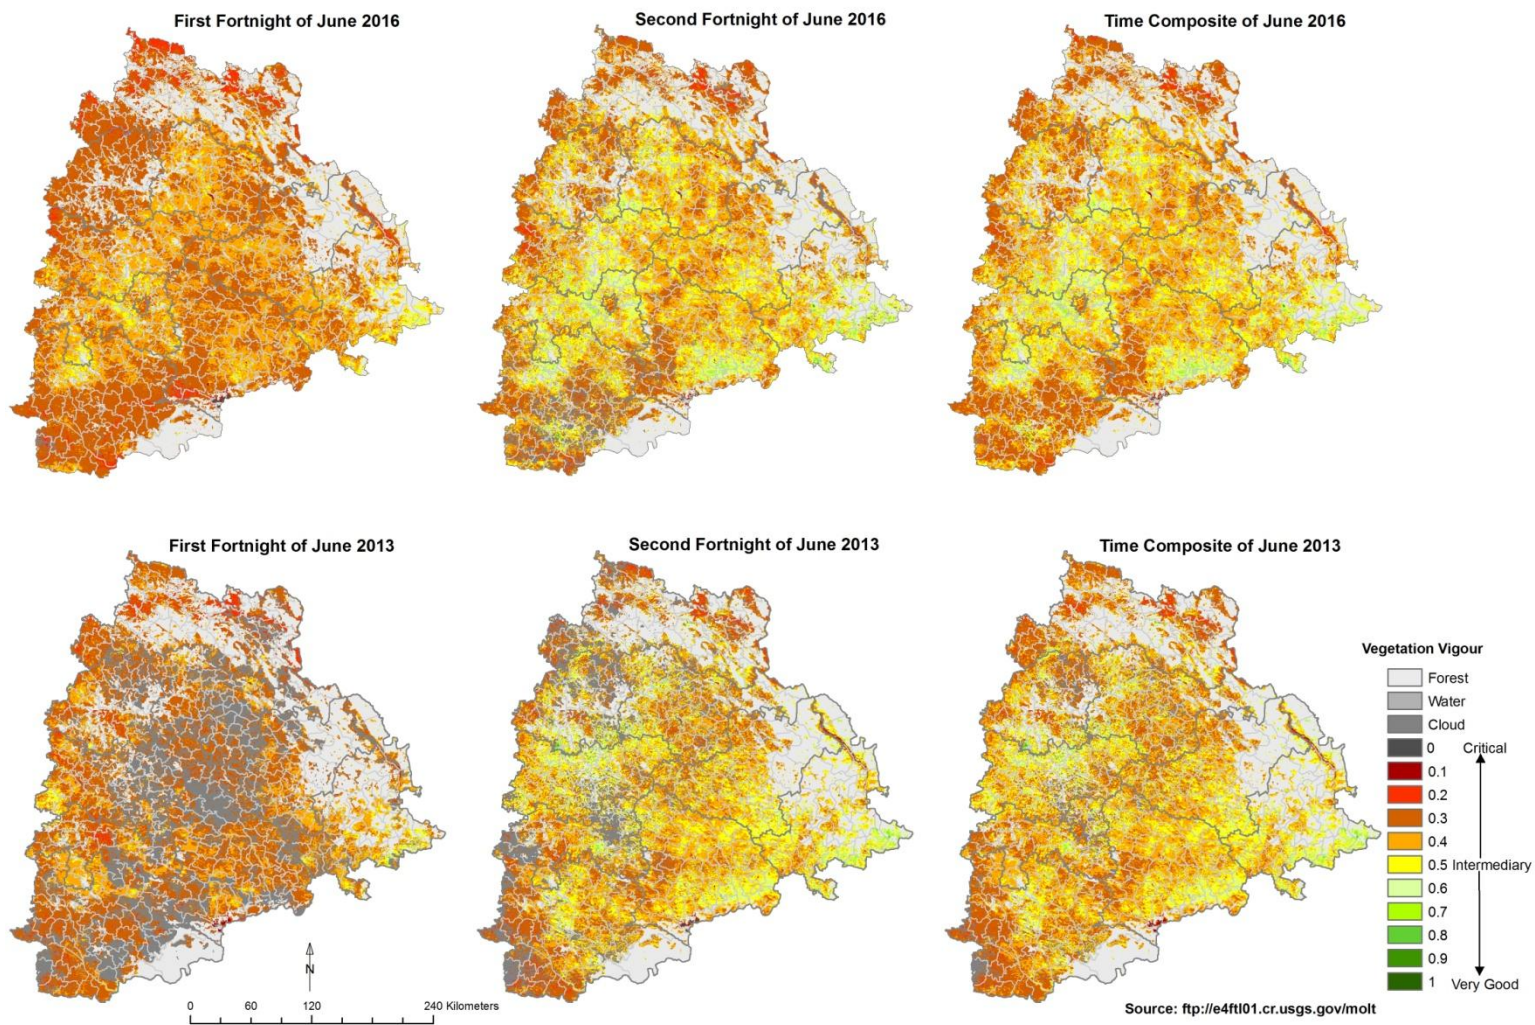 First Fortnight of June 2016
Second Fortnight of June 2016
Time Composite of June 2016
First Fortnight of June 2013
Second Fortnight of June 2013
Time Composite of June 2013
Vegetation Vigour
Forest
Water
Cloud
0 Critical
0.1
0.2
0.3
0.4
0.5 Intermediary
0.6
0.7
0.8
0.9
1 Very Good
N
0 60 120 240 Kilometers
Source: ftp://e4ftl01.cr.usgs.gov/molt